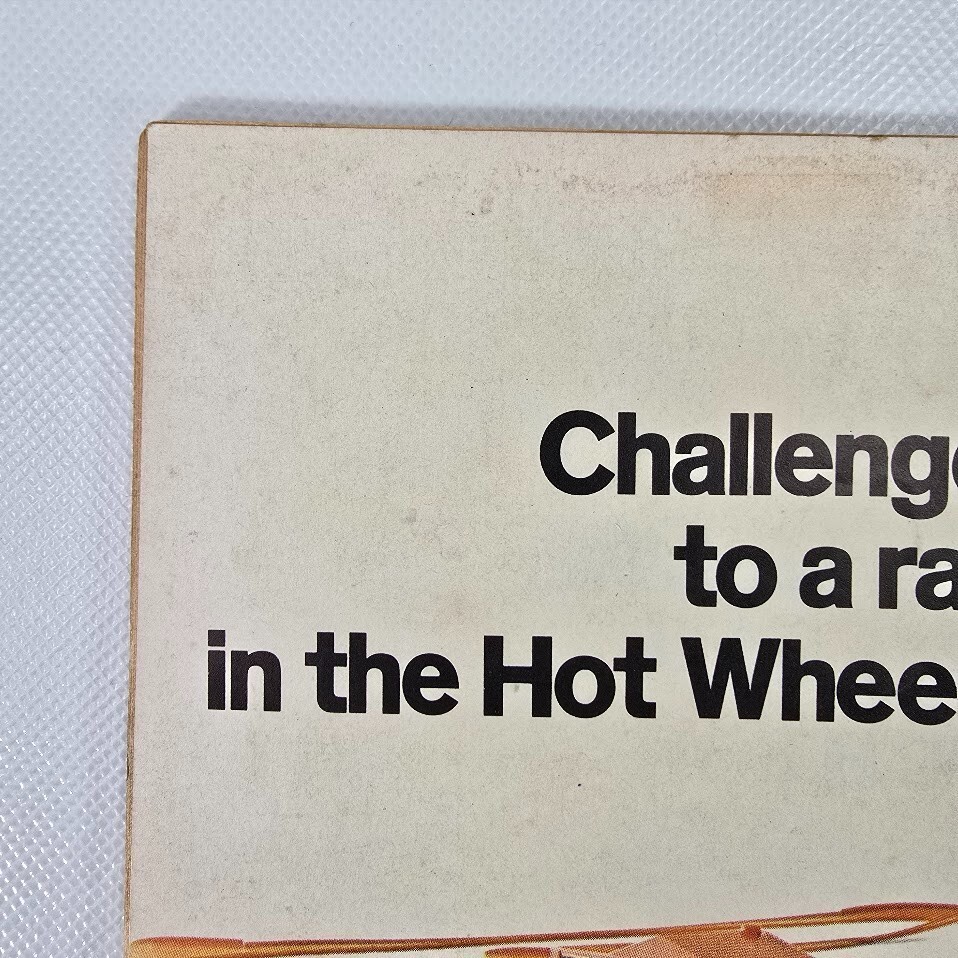 Challeng
to a ra
in the Hot Whee